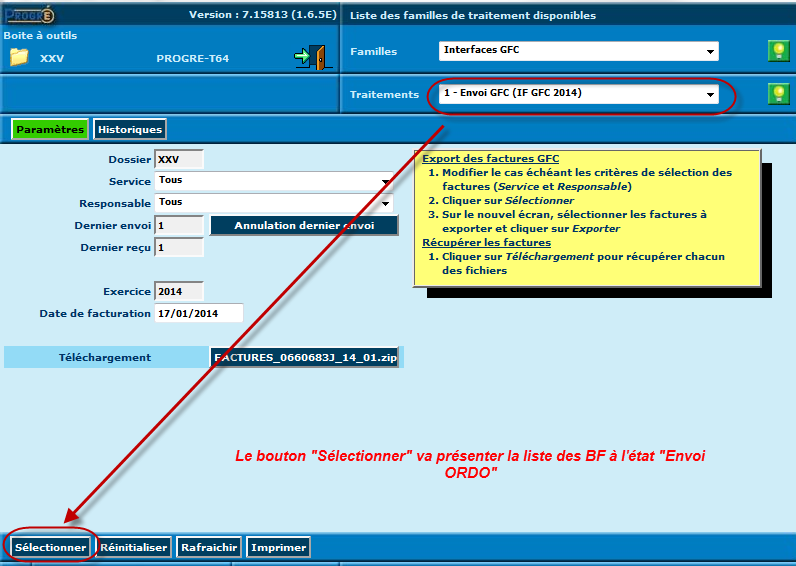 PROGRÉ
Version : 7.15813 (1.6.5E)
Liste des familles de traitement disponibles
Boite à outils
XXV
PROGRE-T64
Familles
Interfaces GFC
Traitements
1 - Envoi GFC (IF GFC 2014)
Paramètres
Historiques
Dossier XXV
Service Tous
Responsable Tous
Dernier envoi 1
Annulation dernier envoi
Dernier reçu 1
Exercice 2014
Date de facturation 17/01/2014
Téléchargement
FACTURES_0660683J_14_01.zip
Export des factures GFC
1. Modifier le cas échéant les critères de sélection des
factures (Service et Responsable)
2. Cliquer sur Sélectionner
3. Sur le nouvel écran, sélectionner les factures à
exporter et cliquer sur Exporter
Récupérer les factures
1. Cliquer sur Téléchargement pour récupérer chacun
des fichiers
Le bouton "Sélectionner" va présenter la liste des BF à l'état "Envoi
ORDO"
Sélectionner
Réinitialiser
Rafraichir
Imprimer